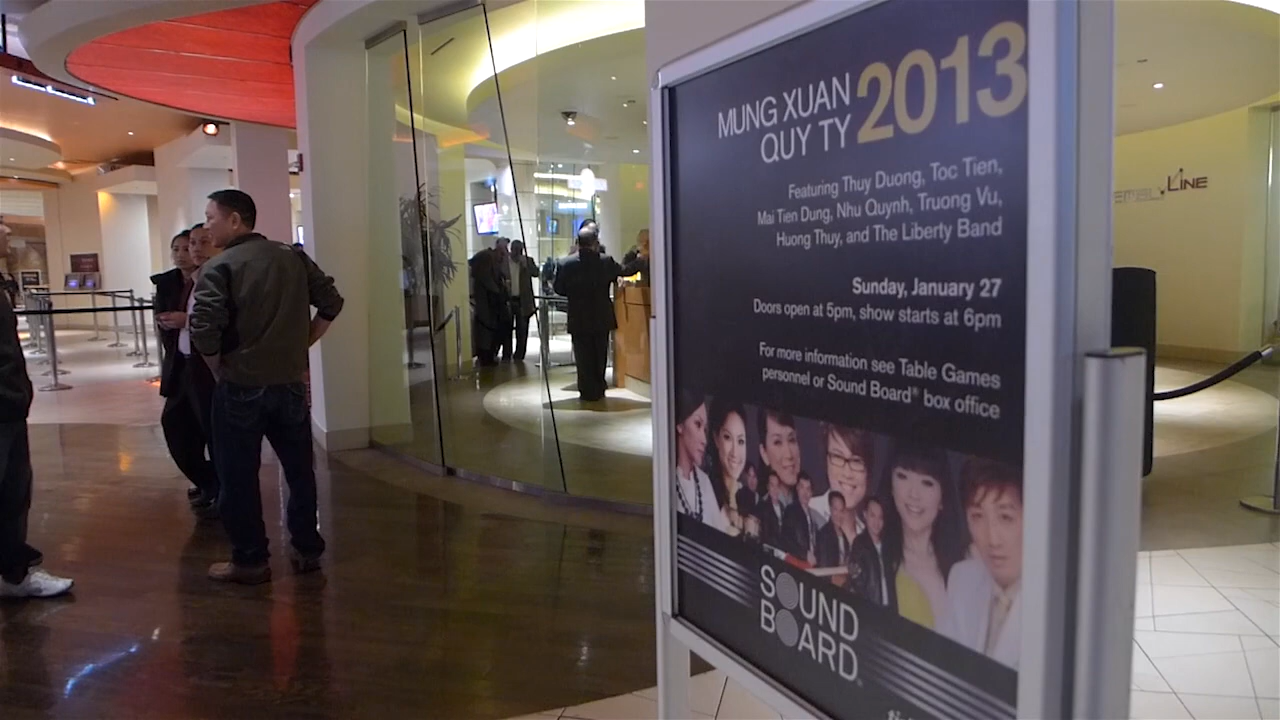 MUNG XUAN
QUY TY 2013
Featuring Thuy Duong, Toc Tien,
Mai Tien Dung, Nhu Quynh, Truong Vu,
Huong Thuy, and The Liberty Band
Sunday, January 27
Doors open at 5pm, show starts at 6pm
For more information see Table Games
personnel or Sound Board® box office
SOUND
BOARD
LINE